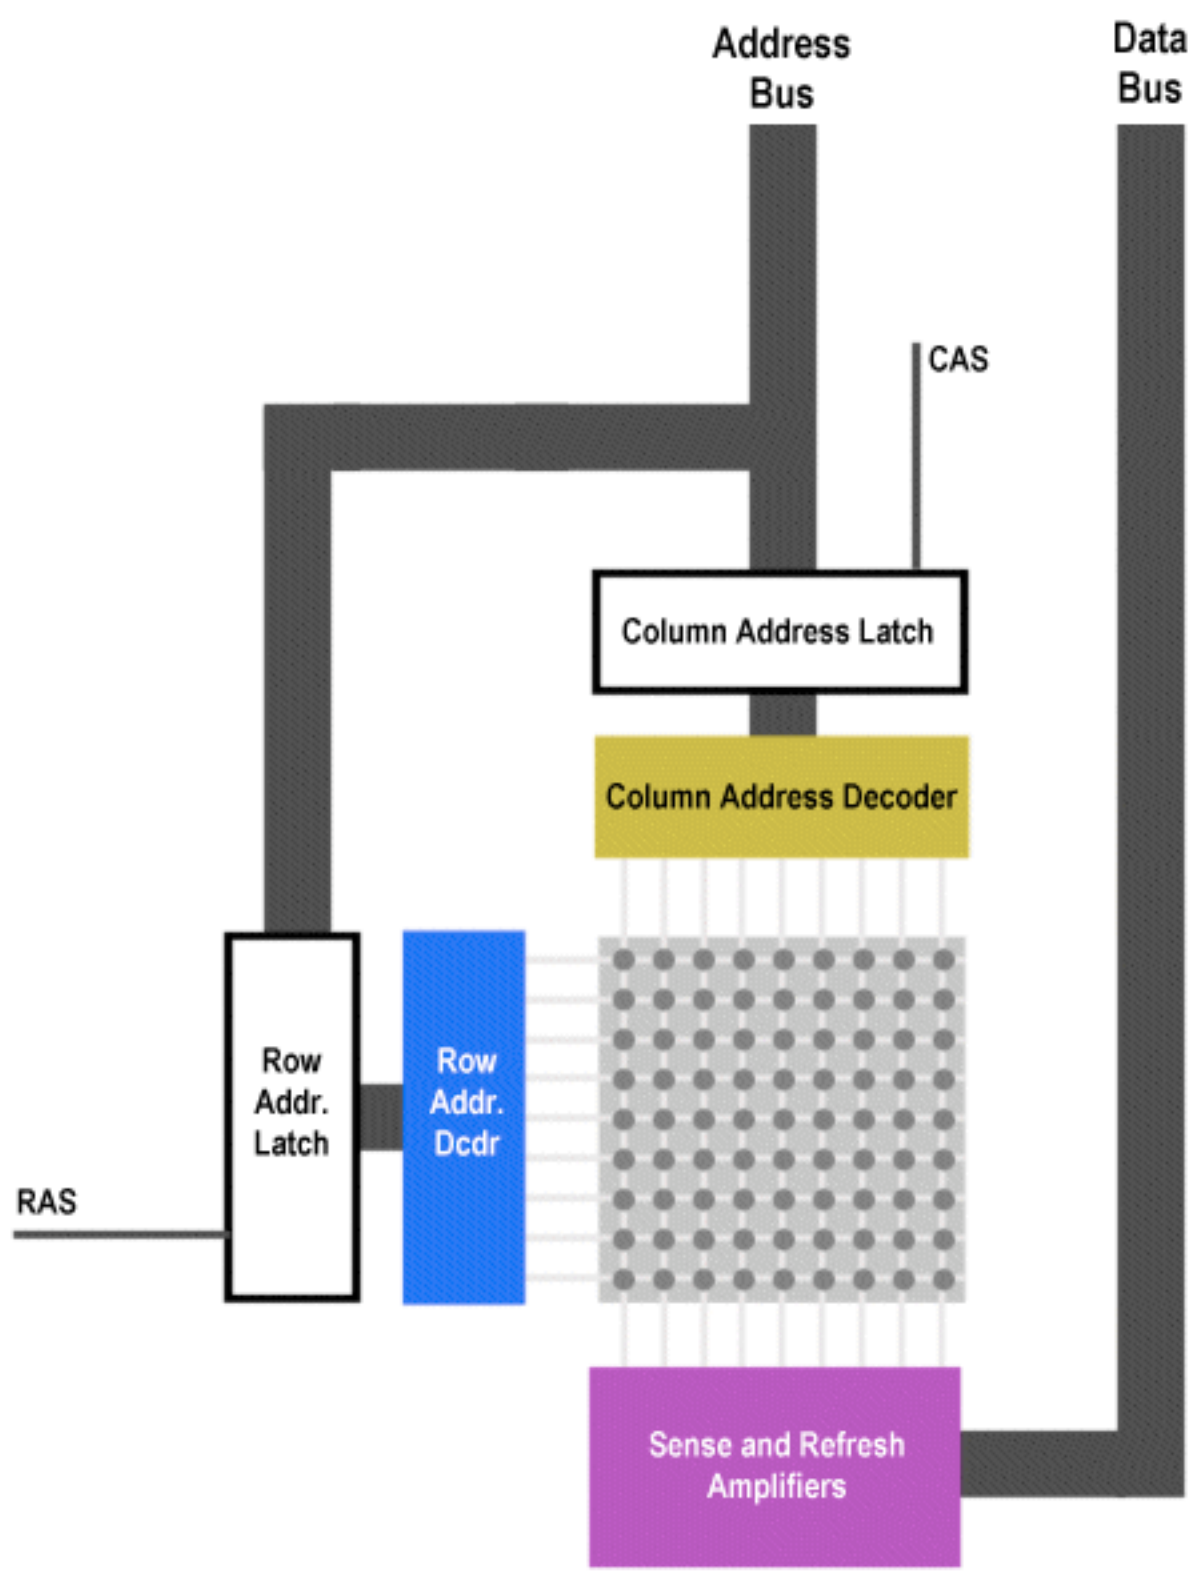 Address
Bus
Data
Bus
CAS
Column Address Latch
Column Address Decoder
Row
Addr.
Latch
Row
Addr.
Dcdr
RAS
Sense and Refresh
Amplifiers